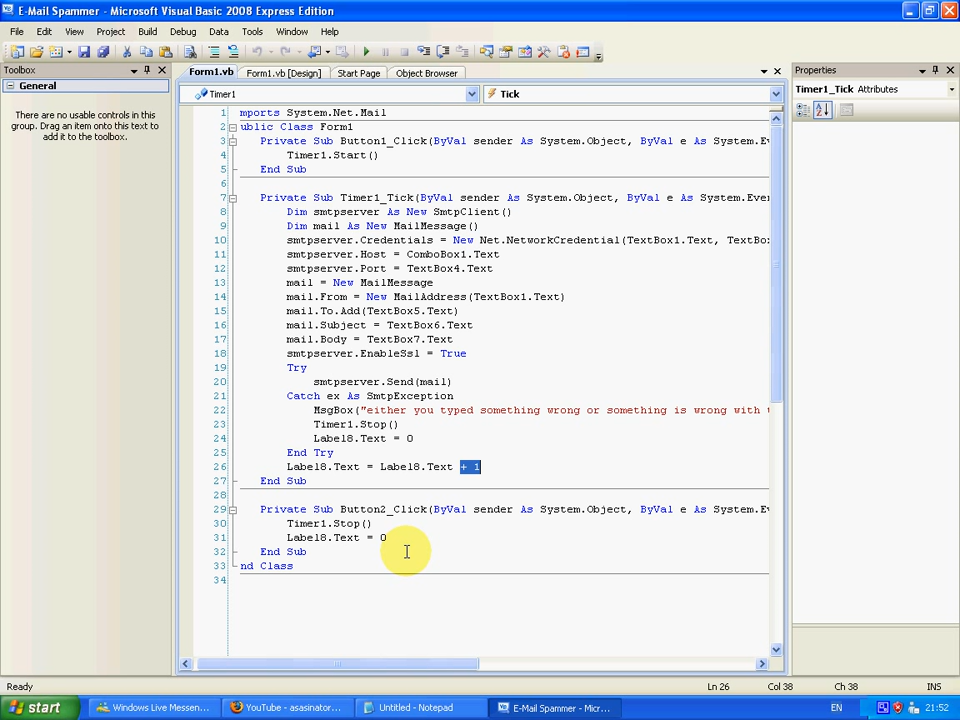 E-Mail Spammer - Microsoft Visual Basic 2008 Express Edition
File Edit View Project Build Debug Data Tools Window Help
Toolbox
General
There are no usable controls in this
group. Drag an item onto this text to
add it to the toolbox.
Form1.vb Form1.vb [Design] Start Page Object Browser
Timer1 Tick
1 mports System.Net.Mail
2 ublic Class Form1
3 Private Sub Button1_Click(ByVal sender As System.Object, ByVal e As System.Eve
4 Timer1.Start()
5 End Sub
6
7 Private Sub Timer1_Tick(ByVal sender As System.Object, ByVal e As System.Even
8 Dim smtpserver As New SmtpClient()
9 Dim mail As New MailMessage()
10 smtpserver.Credentials = New Net.NetworkCredential(TextBox1.Text, TextBox
11 smtpserver.Host = ComboBox1.Text
12 smtpserver.Port = TextBox4.Text
13 mail = New MailMessage
14 mail.From = New MailAddress(TextBox1.Text)
15 mail.To.Add(TextBox5.Text)
16 mail.Subject = TextBox6.Text
17 mail.Body = TextBox7.Text
18 smtpserver.EnableSsl = True
19 Try
20 smtpserver.Send(mail)
21 Catch ex As SmtpException
22 MsgBox("either you typed something wrong or something is wrong with
23 Timer1.Stop()
24 Label8.Text = 0
25 End Try
26 Label8.Text = Label8.Text + 1
27 End Sub
28
29 Private Sub Button2_Click(ByVal sender As System.Object, ByVal e As System.Ev
30 Timer1.Stop()
31 Label8.Text = 0
32 End Sub
33 nd Class
34
Properties
Timer1_Tick Attributes
Ready Ln 26 Col 38 Ch 38 INS
start Windows Live Messen... YouTube - asasinator... Untitled - Notepad E-Mail Spammer - Micr... EN 21:52